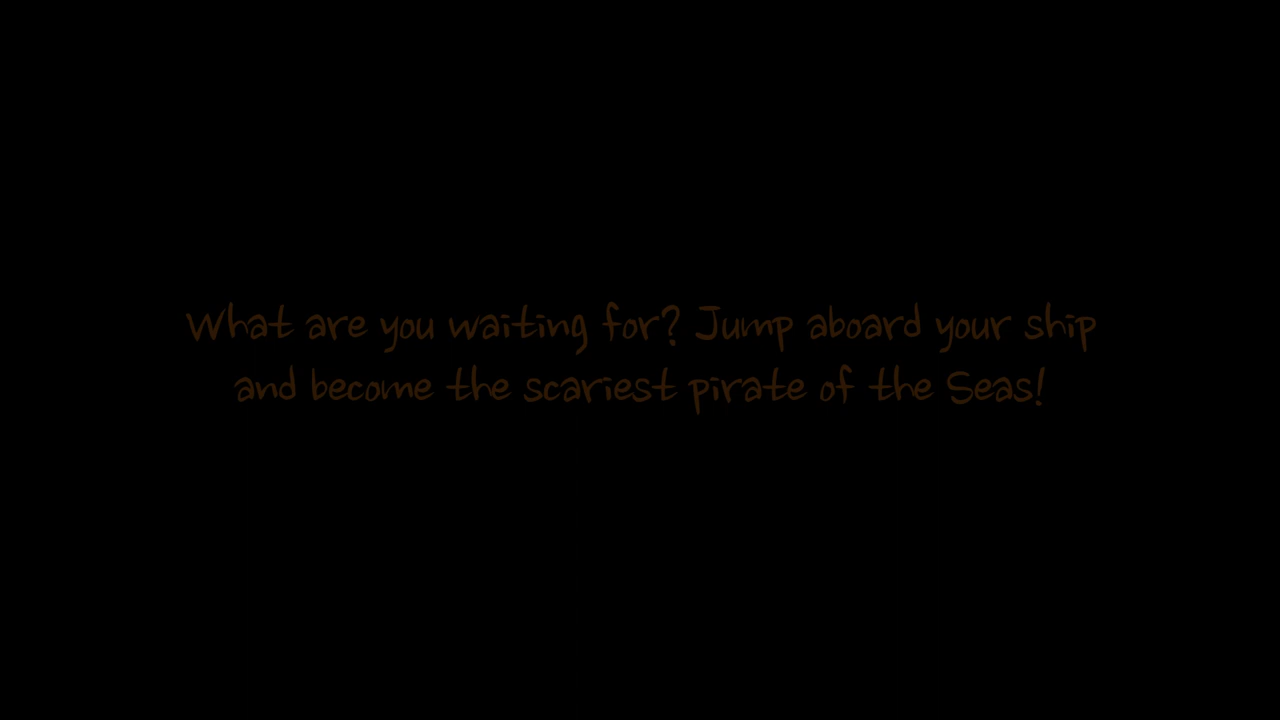 What are you waiting for? Jump aboard your ship
and become the scariest pirate of the Seas!